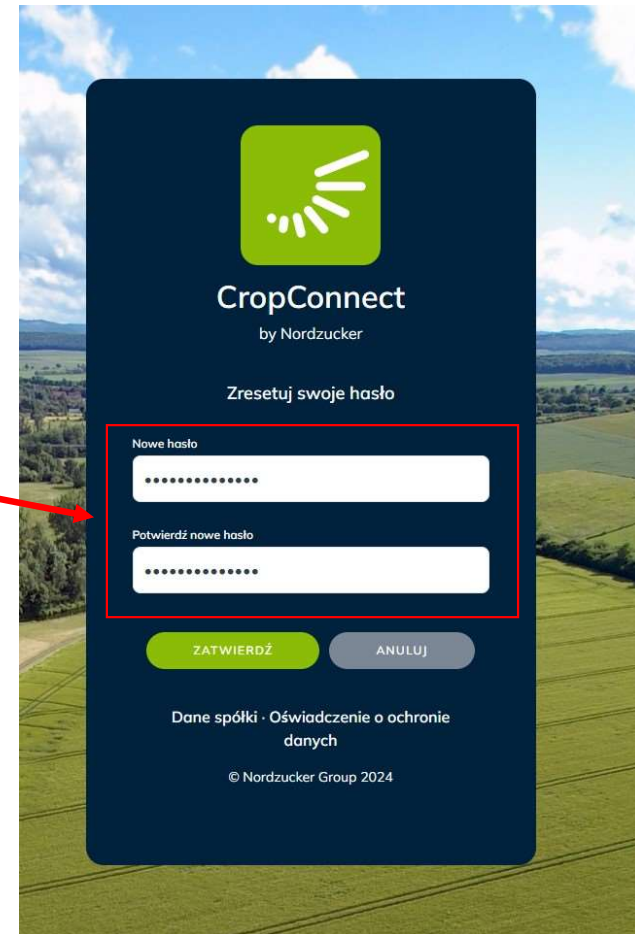 CropConnect
by Nordzucker
Zresetuj swoje hasło
Nowe hasło
••••••••••••••
Potwierdź nowe hasło
••••••••••••••
ZATWIERDŹ
ANULUJ
Dane spółki · Oświadczenie o ochronie
danych
© Nordzucker Group 2024